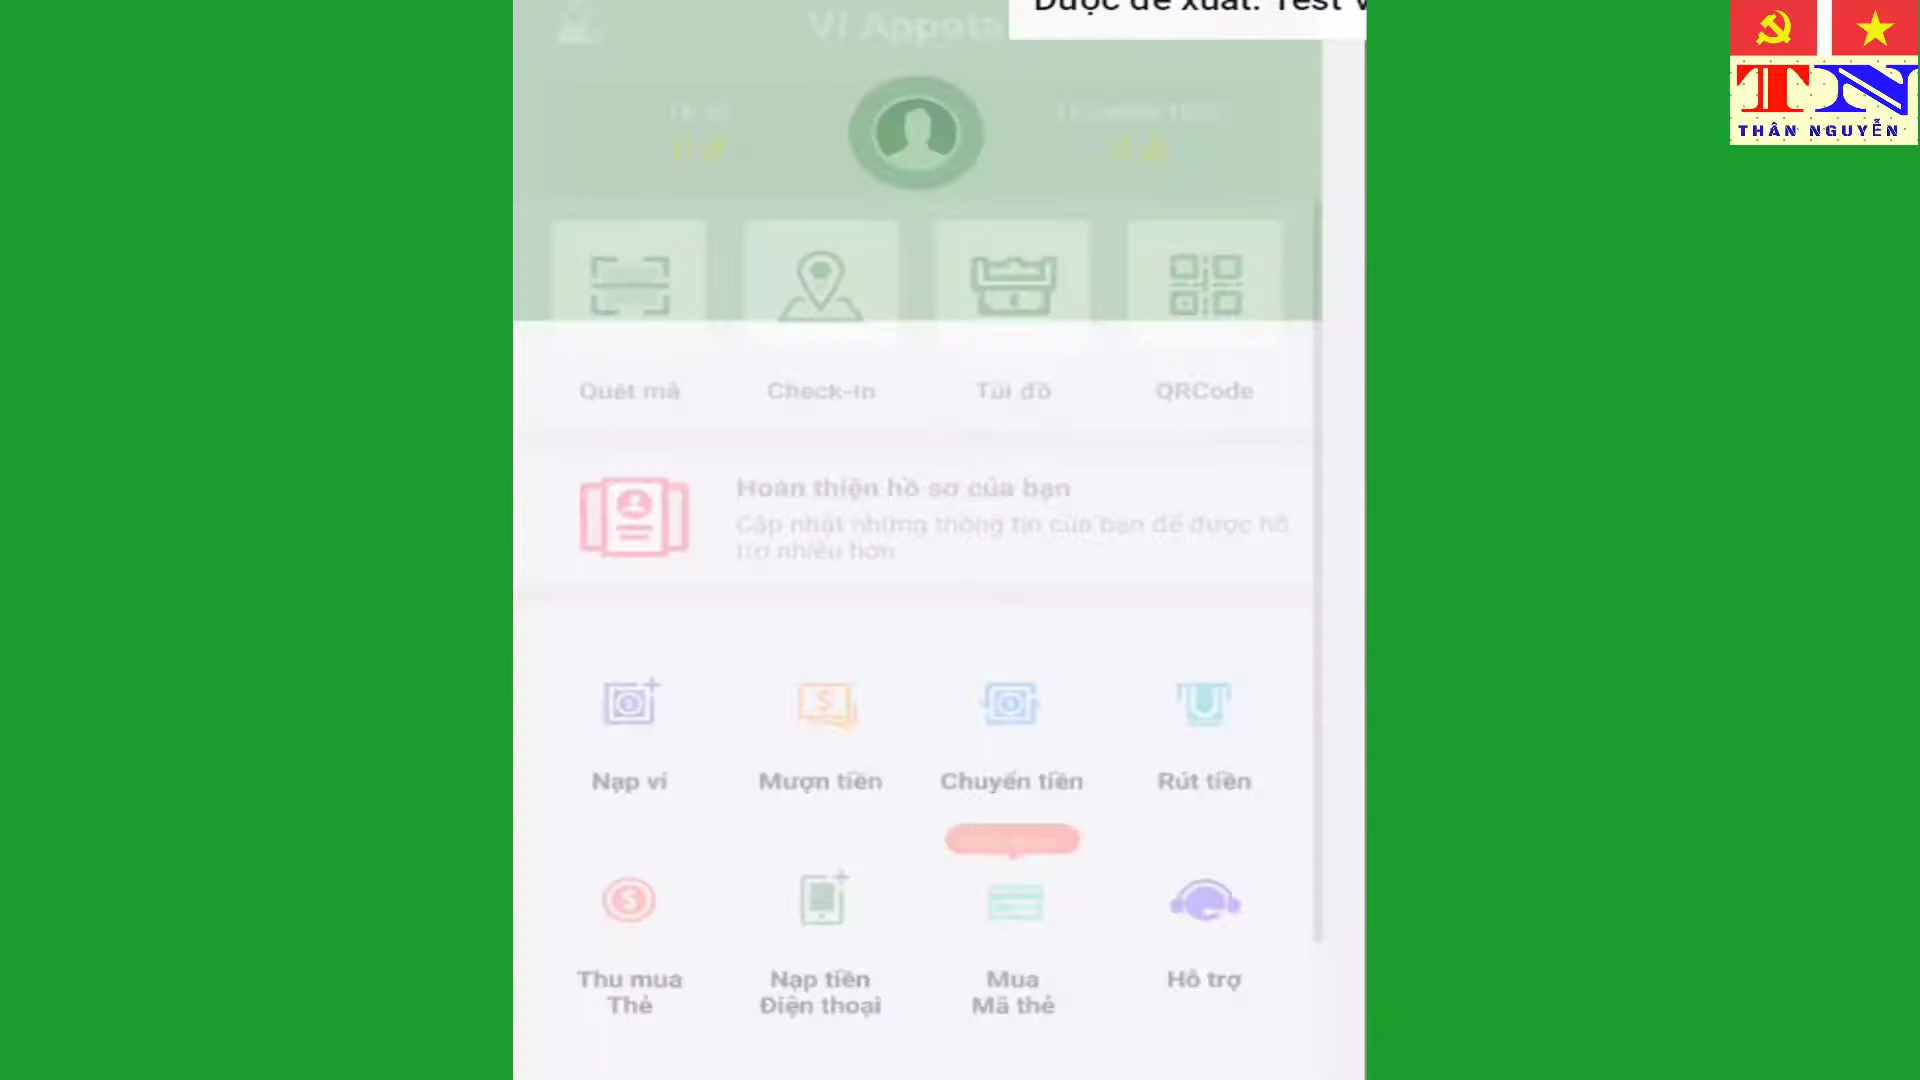 Được đề xuất: Test
Ví Appota
TN
THÂN NGUYỄN
Quét mã
Check-in
Túi đồ
QRCode
Hoàn thiện hồ sơ của bạn
Cập nhật những thông tin của bạn để được hỗ
trợ nhiều hơn
Nạp ví
Mượn tiền
Chuyển tiền
Rút tiền
Thu mua
Thẻ
Nạp tiền
Điện thoại
Mua
Mã thẻ
Hỗ trợ